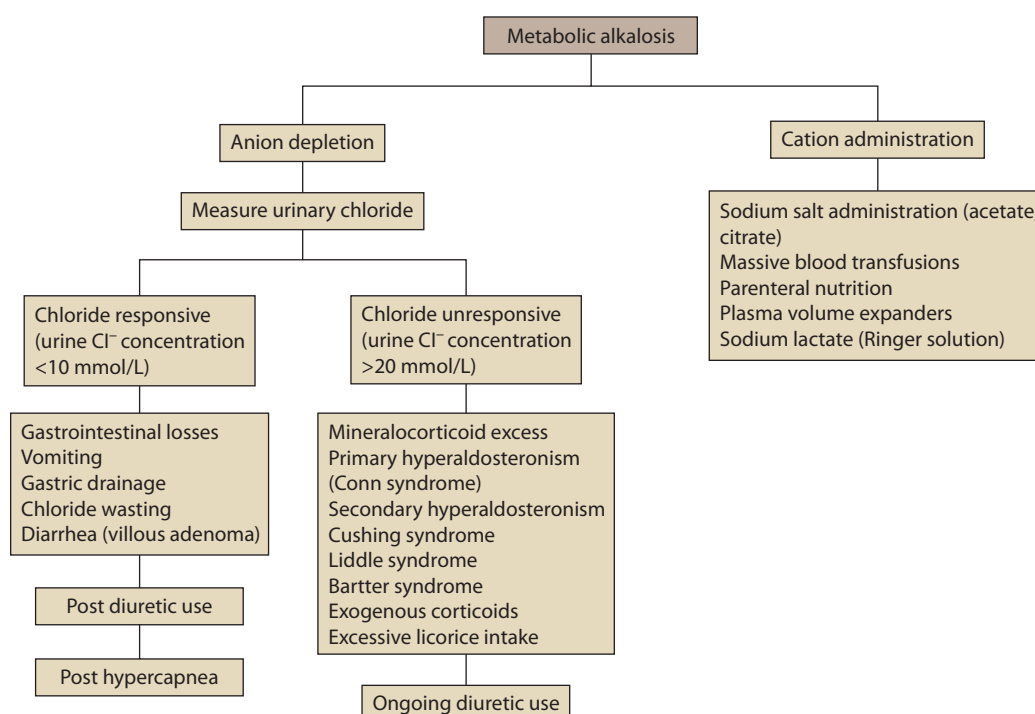 Metabolic alkalosis
Anion depletion
Cation administration
Measure urinary chloride
Sodium salt administration (acetate
citrate)
Massive blood transfusions
Parenteral nutrition
Plasma volume expanders
Sodium lactate (Ringer solution)
Chloride responsive
(urine Cl⁻ concentration
<10 mmol/L)
Chloride unresponsive
(urine Cl⁻ concentration
>20 mmol/L)
Gastrointestinal losses
Vomiting
Gastric drainage
Chloride wasting
Diarrhea (villous adenoma)
Mineralocorticoid excess
Primary hyperaldosteronism
(Conn syndrome)
Secondary hyperaldosteronism
Cushing syndrome
Liddle syndrome
Bartter syndrome
Exogenous corticoids
Excessive licorice intake
Post diuretic use
Post hypercapnea
Ongoing diuretic use